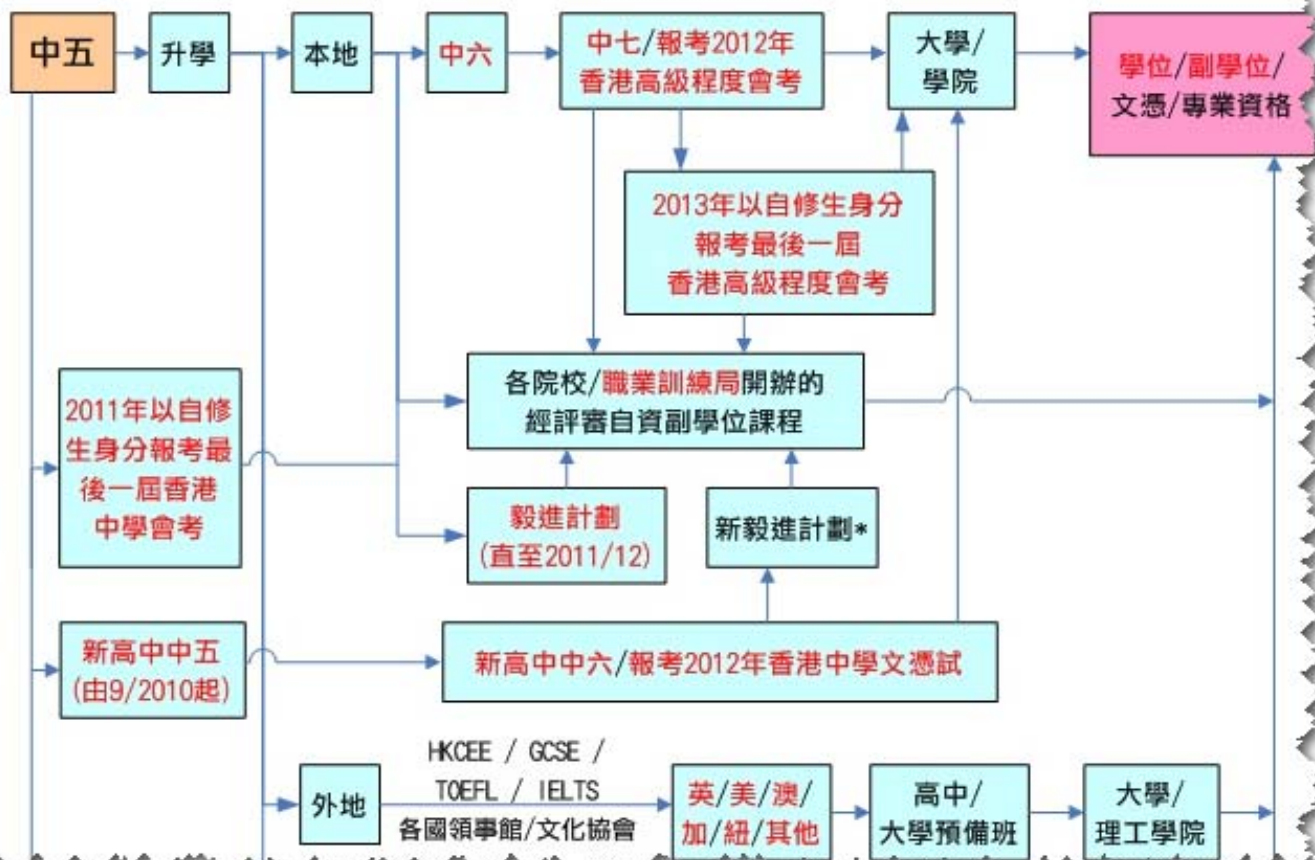 中五
升學
本地
中六
中七/報考2012年
香港高級程度會考
大學/
學院
學位/副學位/
文憑/專業資格
2013年以自修生身分
報考最後一屆
香港高級程度會考
2011年以自修
生身分報考最
後一屆香港
中學會考
各院校/職業訓練局開辦的
經評審自資副學位課程
毅進計劃
(直至2011/12)
新毅進計劃*
新高中中五
(由9/2010起)
新高中中六/報考2012年香港中學文憑試
外地
HKCEE / GCSE /
TOEFL / IELTS
各國領事館/文化協會
英/美/澳/
加/紐/其他
高中/
大學預備班
大學/
理工學院